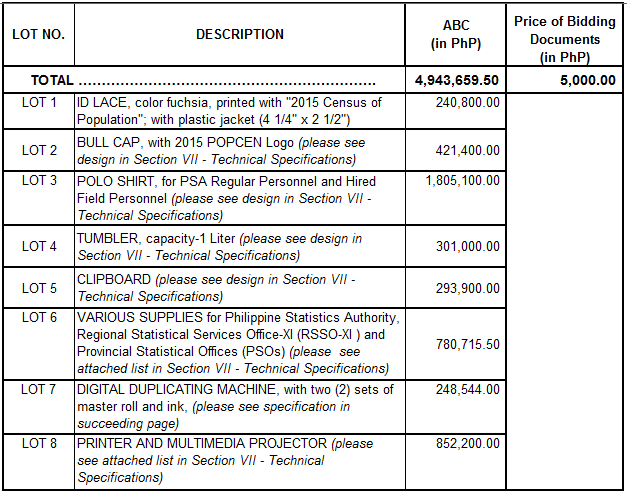 LOT NO. DESCRIPTION ABC (in PhP) Price of Bidding Documents (in PhP)
TOTAL ………………………………………………………… 4,943,659.50 5,000.00
LOT 1 ID LACE, color fuchsia, printed with "2015 Census of 240,800.00
Population"; with plastic jacket (4 1/4" x 2 1/2")
LOT 2 BULL CAP, with 2015 POPCEN Logo (please see 421,400.00
design in Section VII - Technical Specifications)
LOT 3 POLO SHIRT, for PSA Regular Personnel and Hired 1,805,100.00
Field Personnel (please see design in Section VII -
Technical Specifications)
LOT 4 TUMBLER, capacity-1 Liter (please see design in 301,000.00
Section VII - Technical Specifications)
LOT 5 CLIPBOARD (please see design in Section VII - 293,900.00
Technical Specifications)
LOT 6 VARIOUS SUPPLIES for Philippine Statistics Authority, 780,715.50
Regional Statistical Services Office-XI (RSSO-XI ) and
Provincial Statistical Offices (PSOs) (please see
attached list in Section VII - Technical Specifications)
LOT 7 DIGITAL DUPLICATING MACHINE, with two (2) sets of 248,544.00
master roll and ink, (please see specification in
succeeding page)
LOT 8 PRINTER AND MULTIMEDIA PROJECTOR (please 852,200.00
see attached list in Section VII - Technical
Specifications)